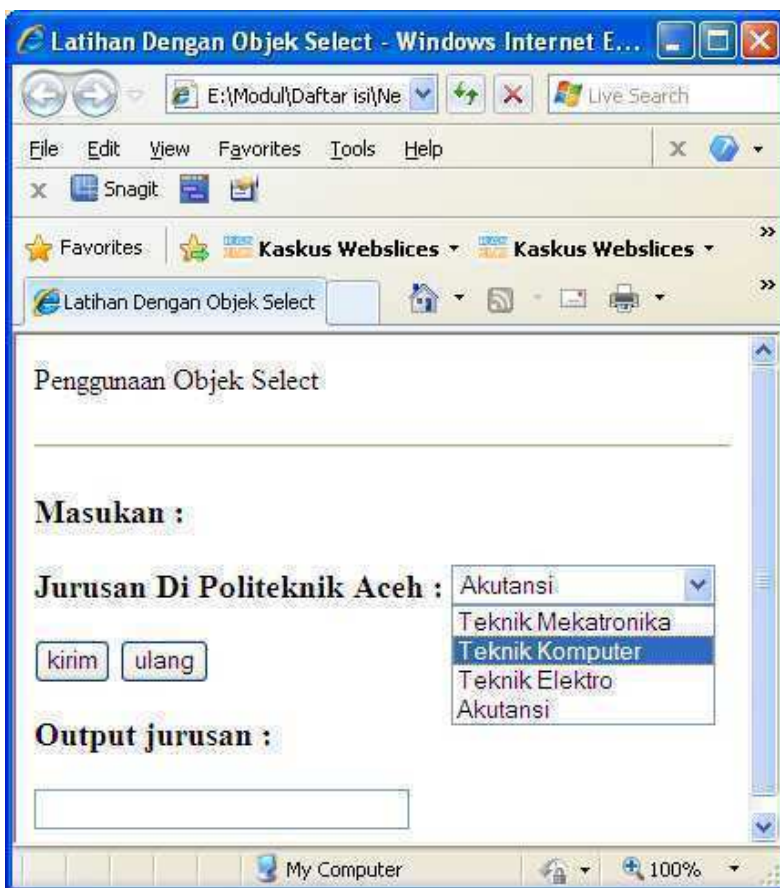 Latihan Dengan Objek Select - Windows Internet E...
E:\Modul\Daftar isi\Ne
Live Search
File Edit View Favorites Tools Help
x Snagit
Favorites Kaskus Webslices Kaskus Webslices »
Latihan Dengan Objek Select »
Penggunaan Objek Select
Masukan :
Jurusan Di Politeknik Aceh : Akutansi
Teknik Mekatronika
Teknik Komputer
Teknik Elektro
Akutansi
kirim ulang
Output jurusan :
My Computer 100%